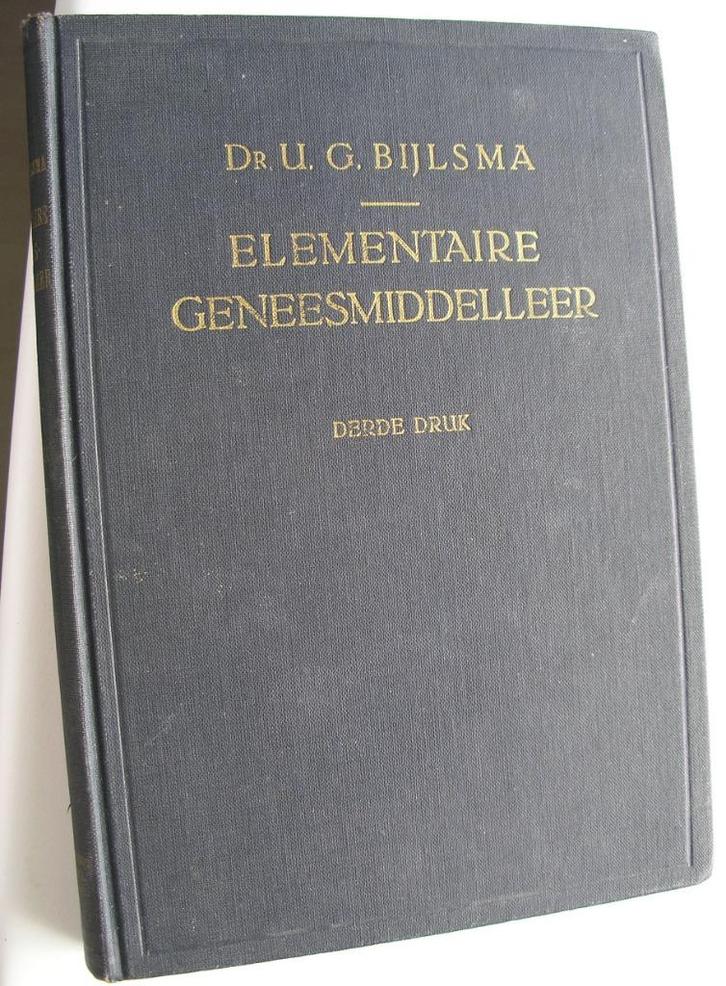 DR. U. G. BIJLSMA
ELEMENTAIRE
GENEESMIDDELLEER
DERDE DRUK